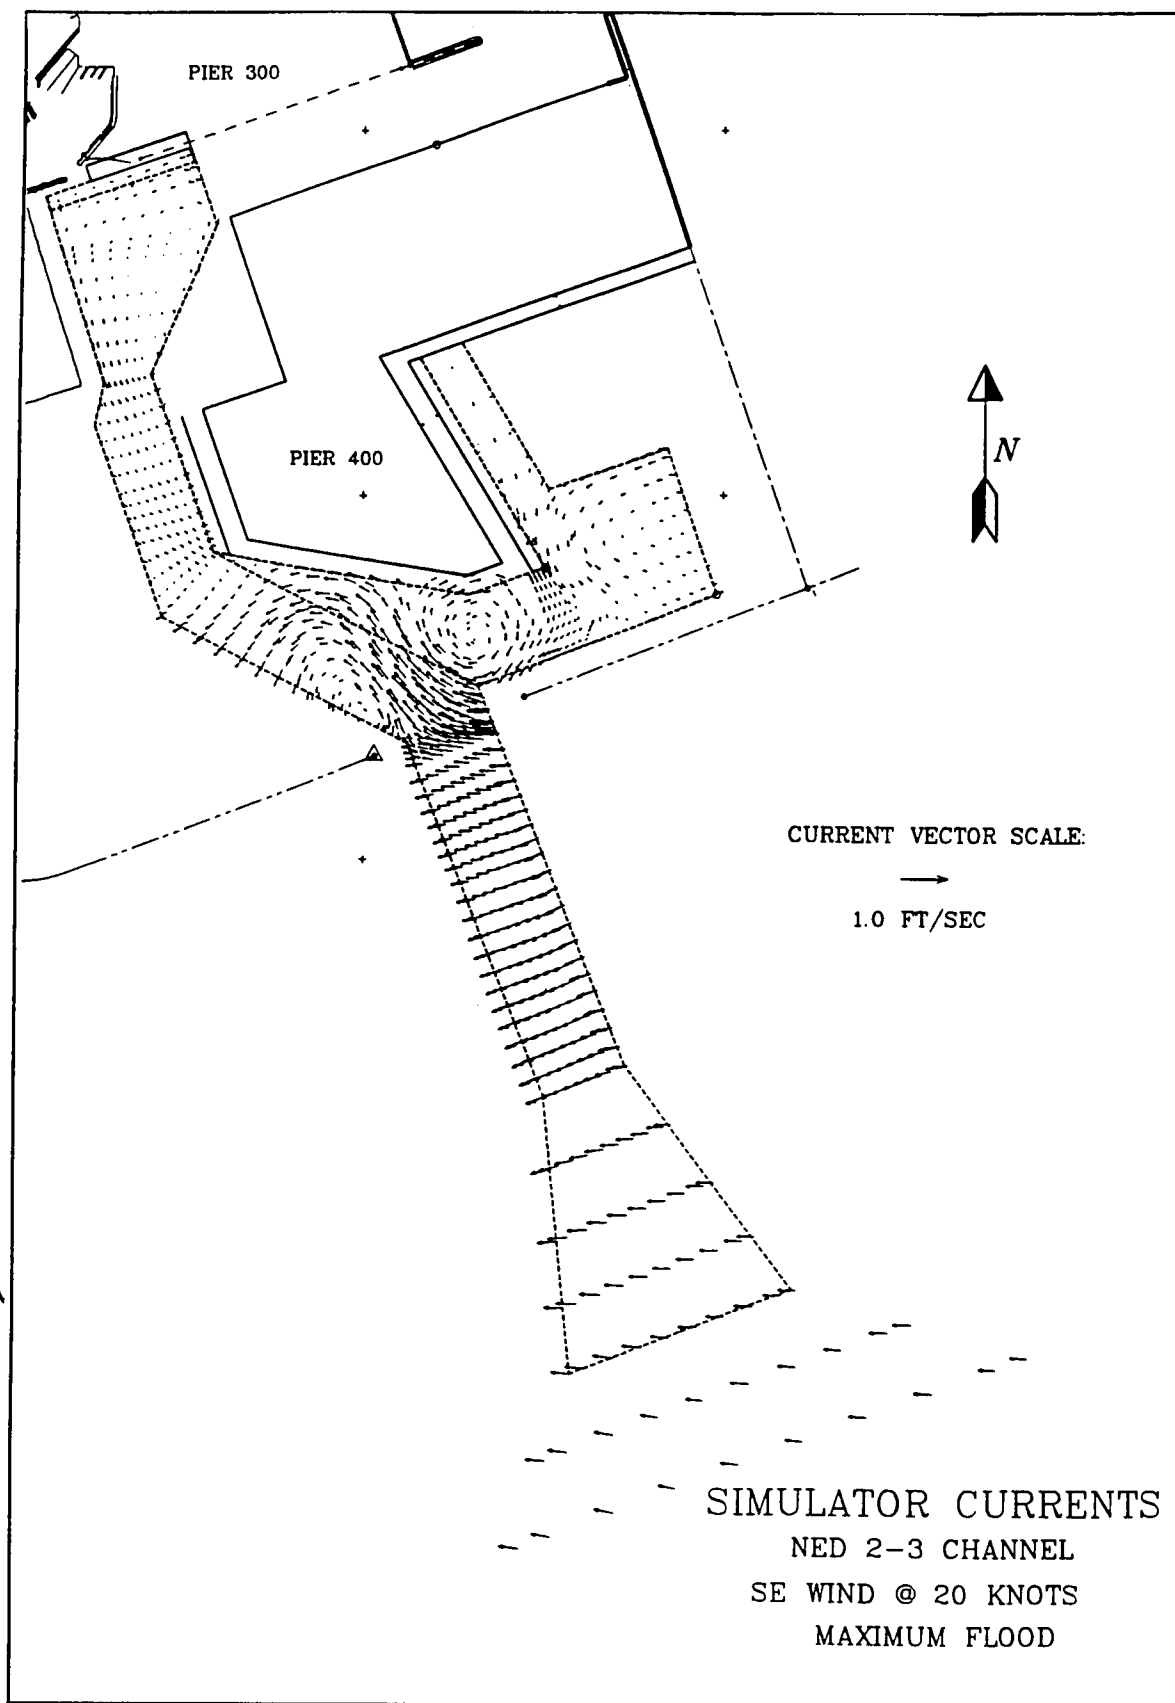 PIER 300
PIER 400
N
CURRENT VECTOR SCALE:
1.0 FT/SEC
SIMULATOR CURRENTS
NED 2-3 CHANNEL
SE WIND @ 20 KNOTS
MAXIMUM FLOOD